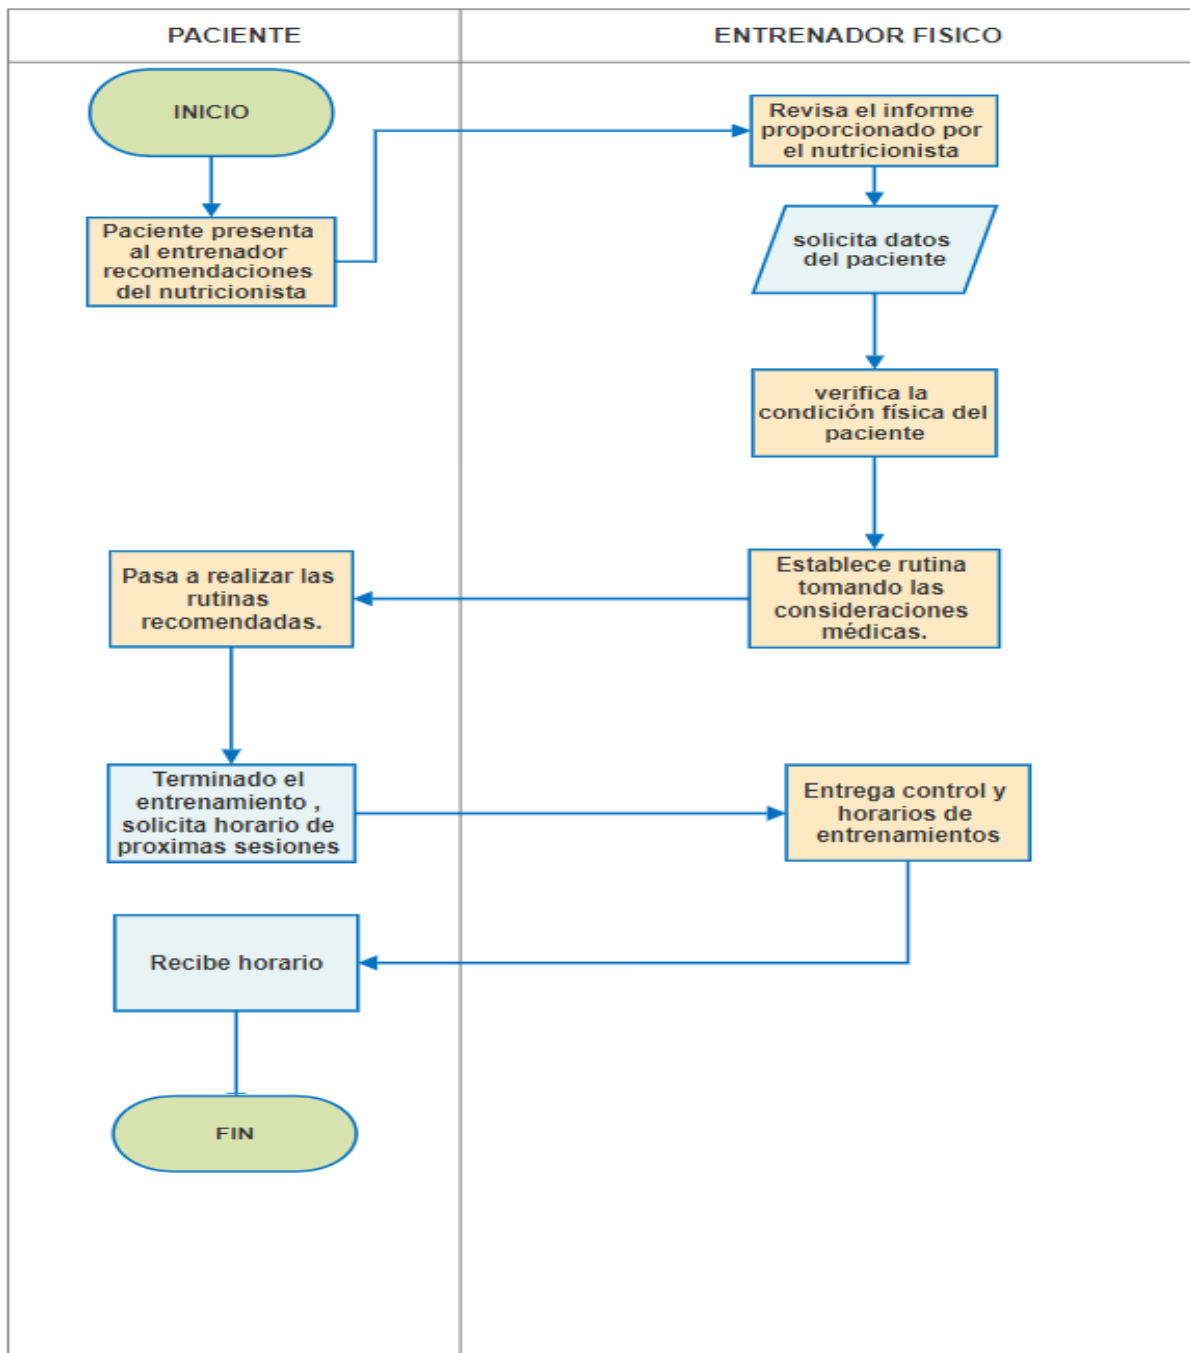 PACIENTE
ENTRENADOR FISICO
INICIO
Paciente presenta
al entrenador
recomendaciones
del nutricionista
Revisa el informe
proporcionado por
el nutricionista
solicita datos
del paciente
verifica la
condición física del
paciente
Establece rutina
tomando las
consideraciones
médicas.
Pasa a realizar las
rutinas
recomendadas.
Terminado el
entrenamiento ,
solicita horario de
proximas sesiones
Entrega control y
horarios de
entrenamientos
Recibe horario
FIN